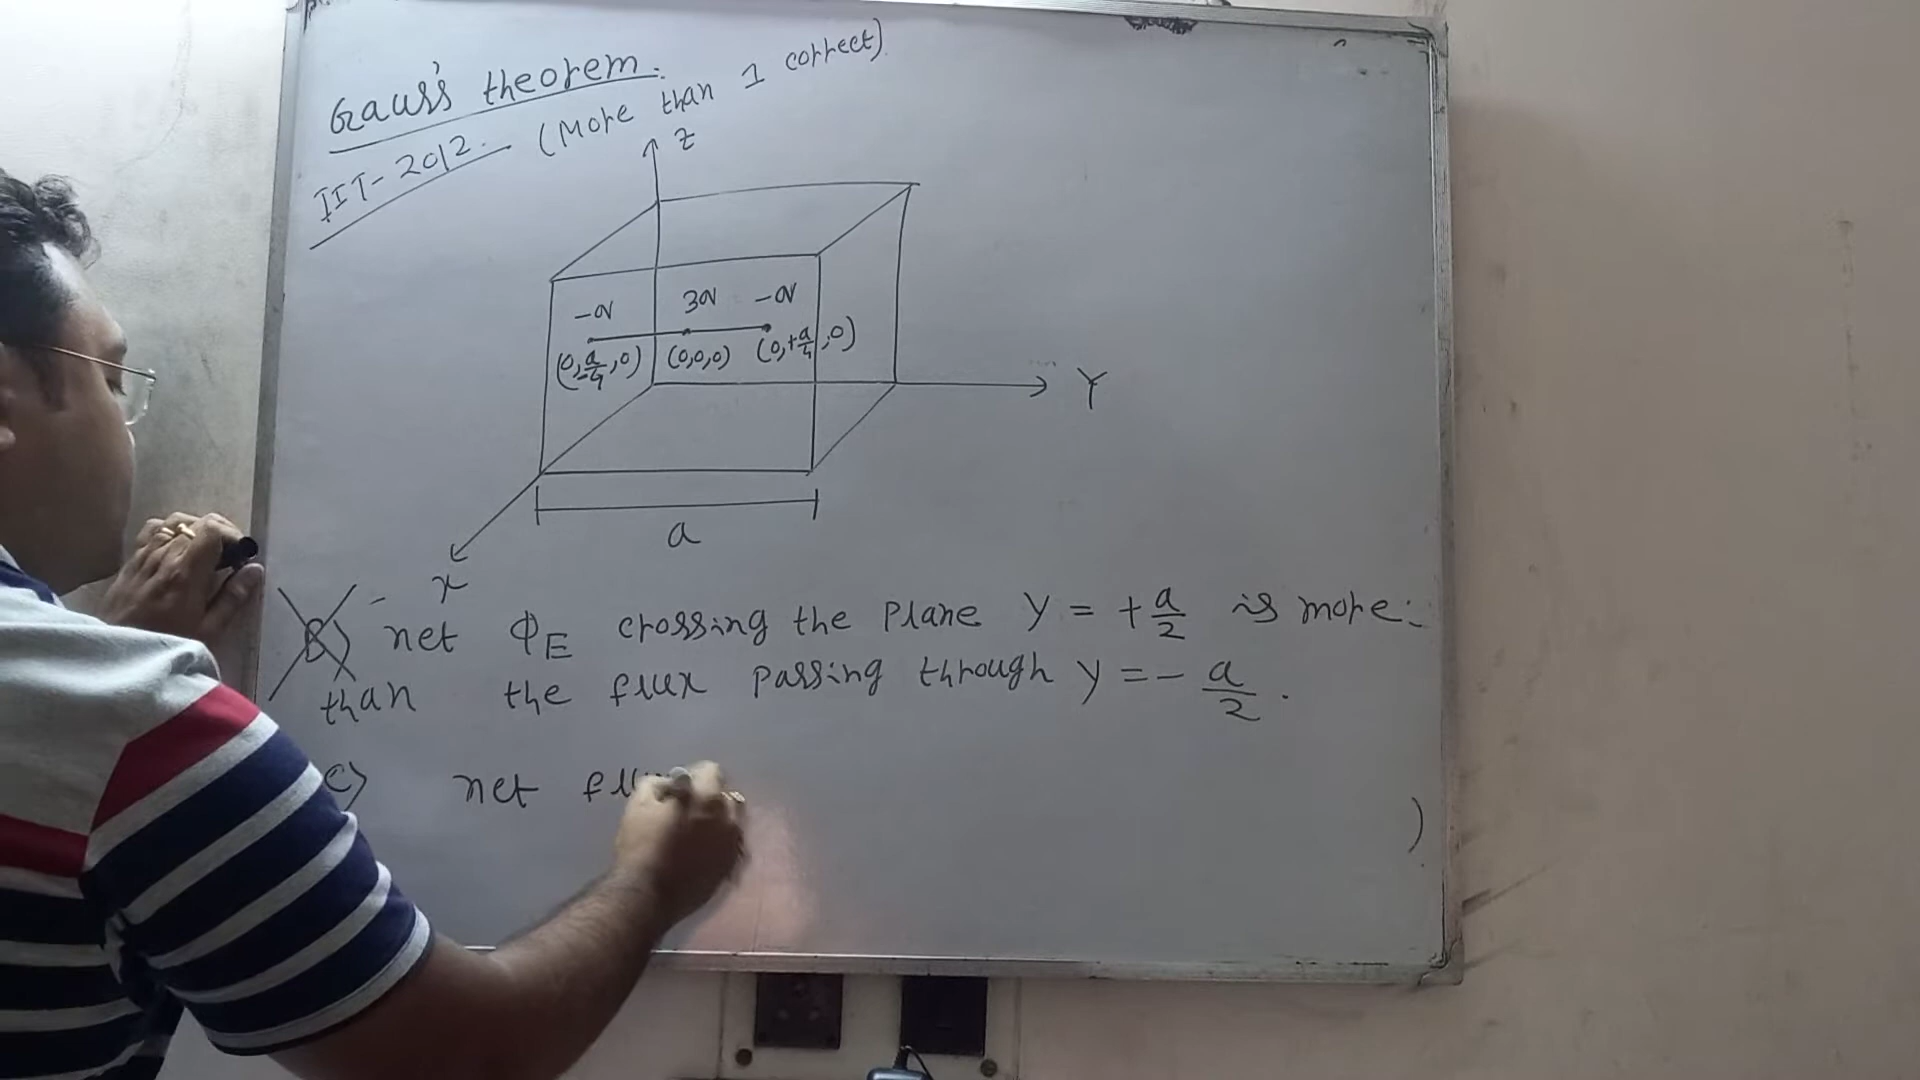 Gauss's theorem.
IIT-2012. (More than 1 correct)
Z
-q 3q -q
(0,-a/4,0) (0,0,0) (0,+a/4,0)
Y
a
x
B) net ΦE crossing the plane Y = +a/2 is more
than the flux passing through y = -a/2.
C) net
)